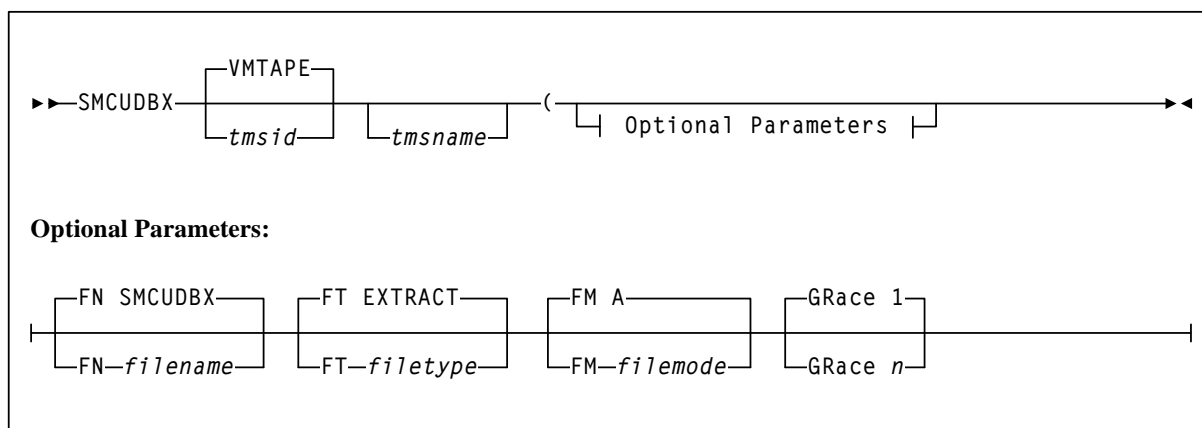 VMTAPE
SMCUDBX (
tmsid tmsname Optional Parameters
Optional Parameters:
FN SMCUDBX FT EXTRACT FM A GRace 1
FN filename FT filetype FM filemode GRace n